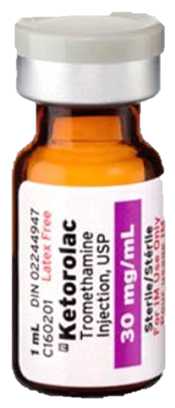 1 mL DIN 02244947
C160201 Latex Free
Ketorolac
Tromethamine
Injection, USP
30 mg/mL
Sterile/Stérile
For IM Use Only